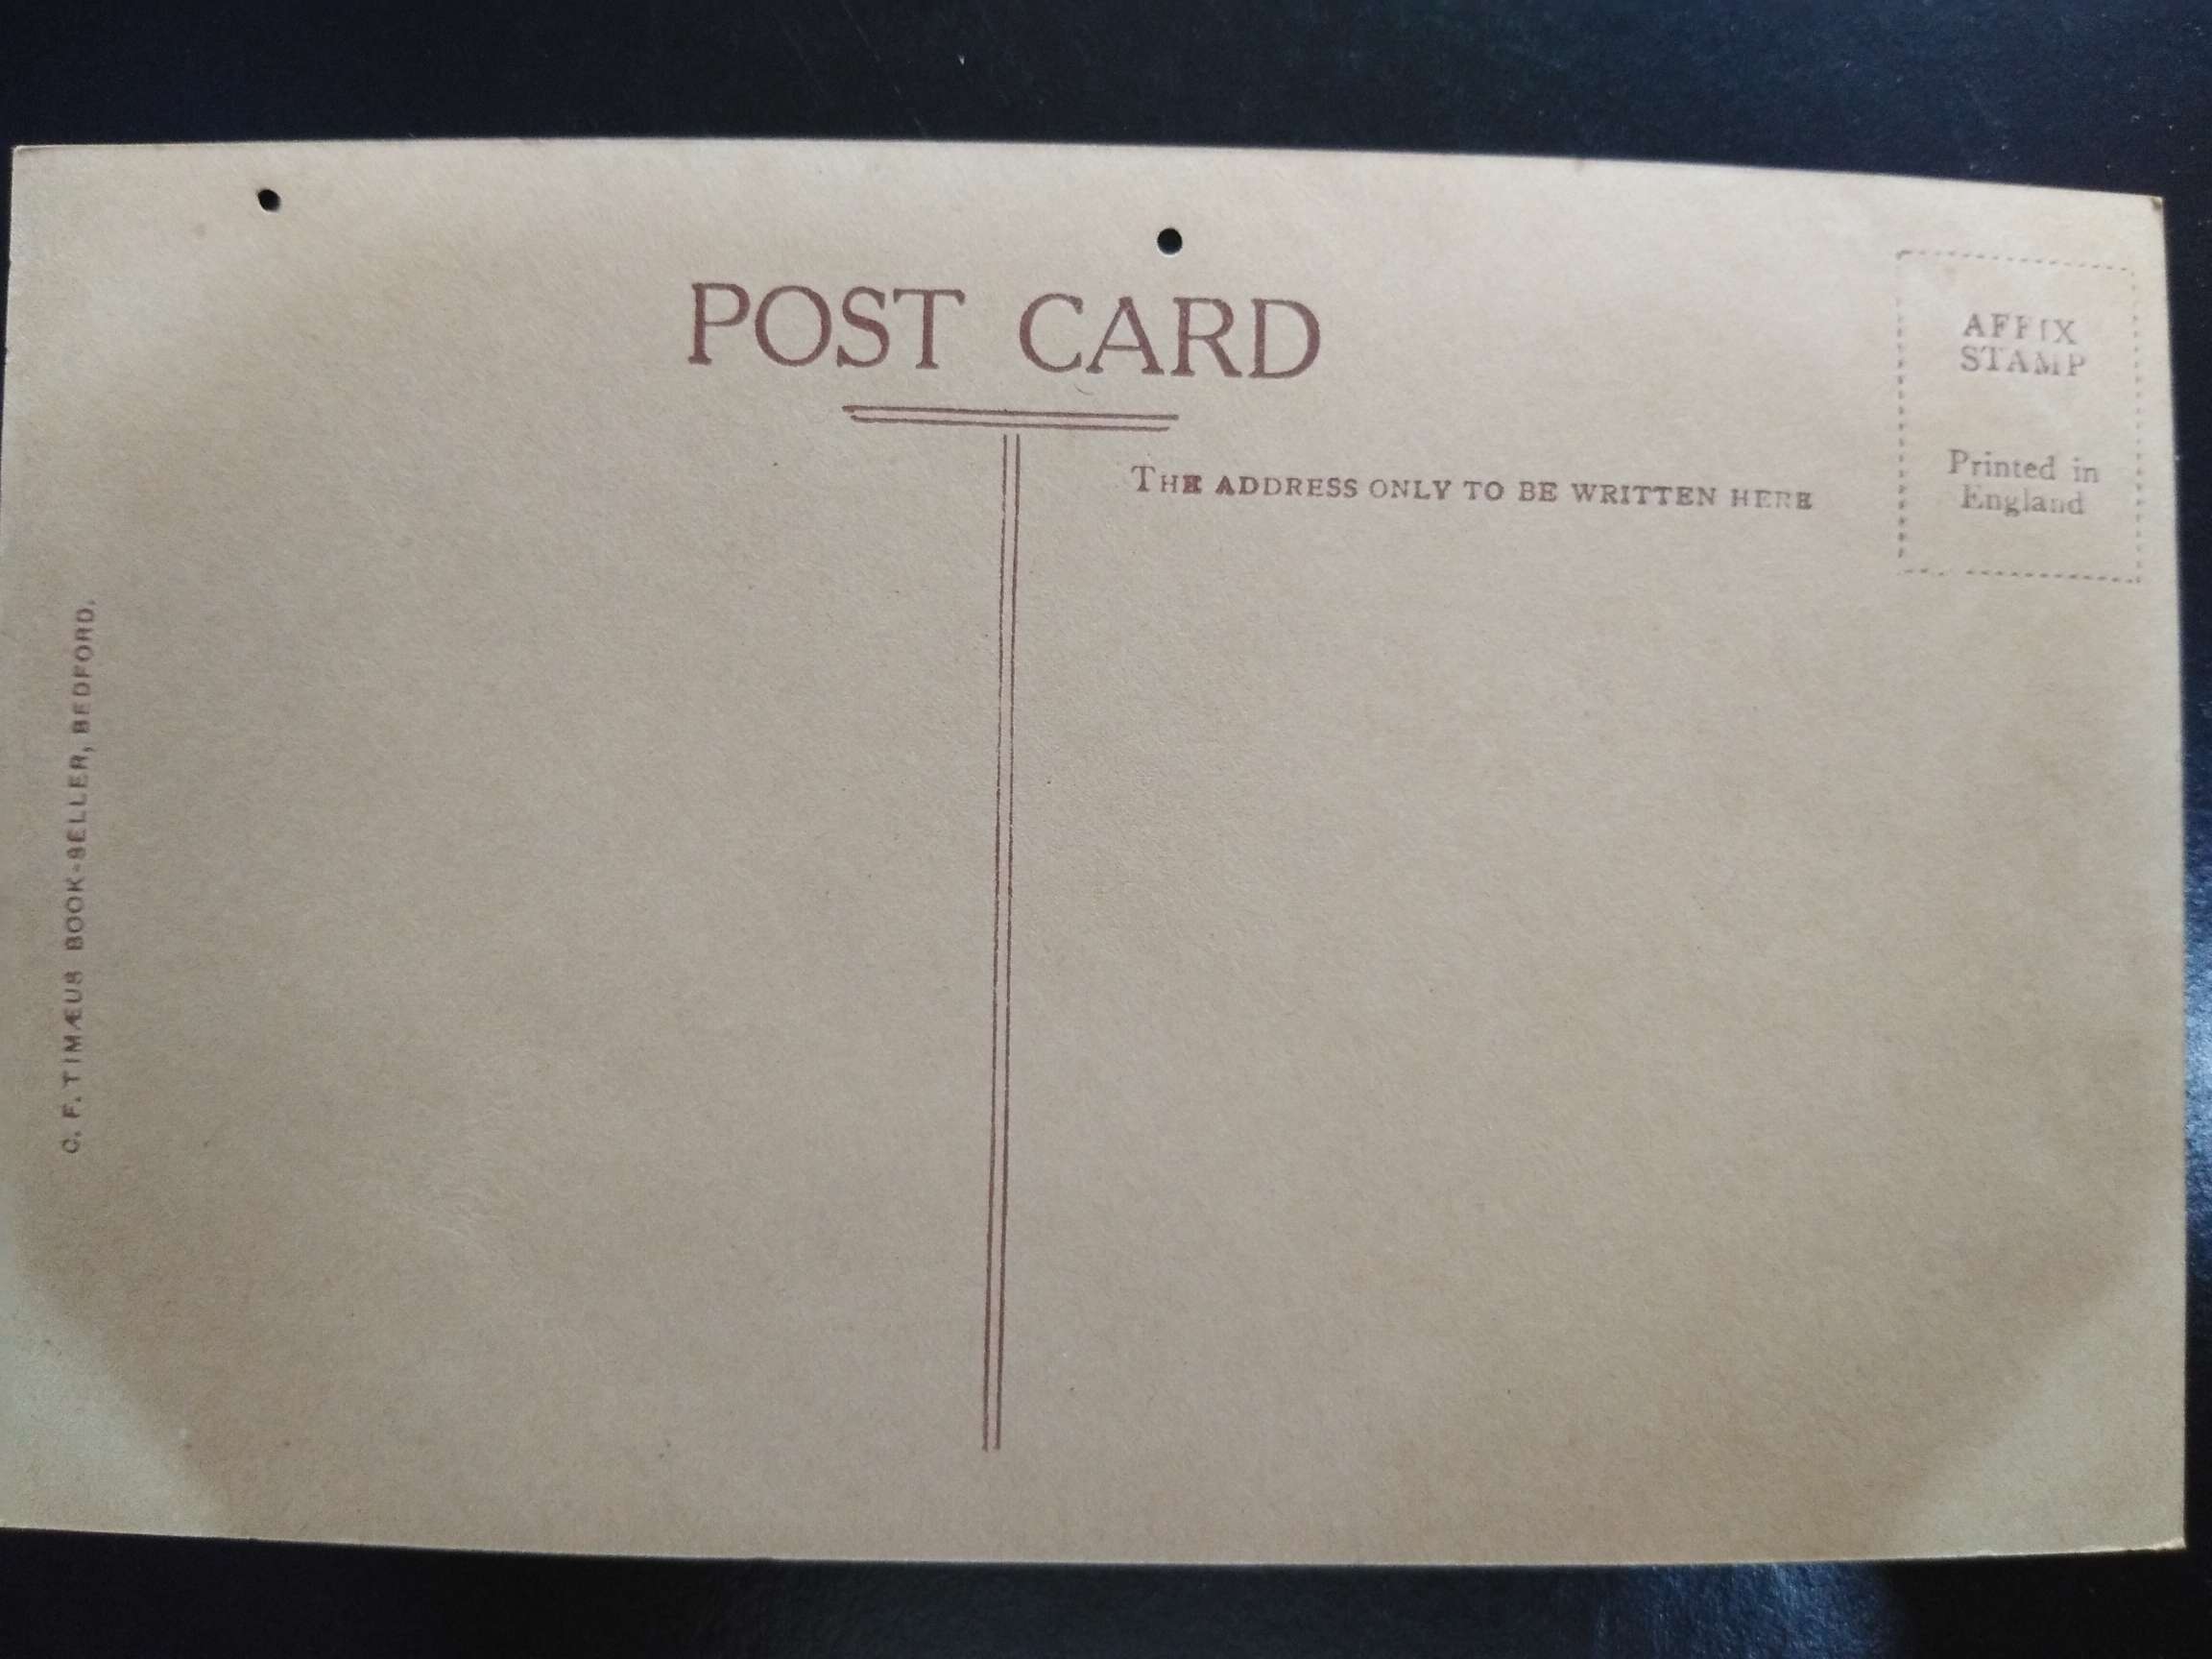 POST CARD
AFFIX
STAMP
Printed in
England
THE ADDRESS ONLY TO BE WRITTEN HERE
C. F. TIMÆUS BOOK-SELLER, BEDFORD.